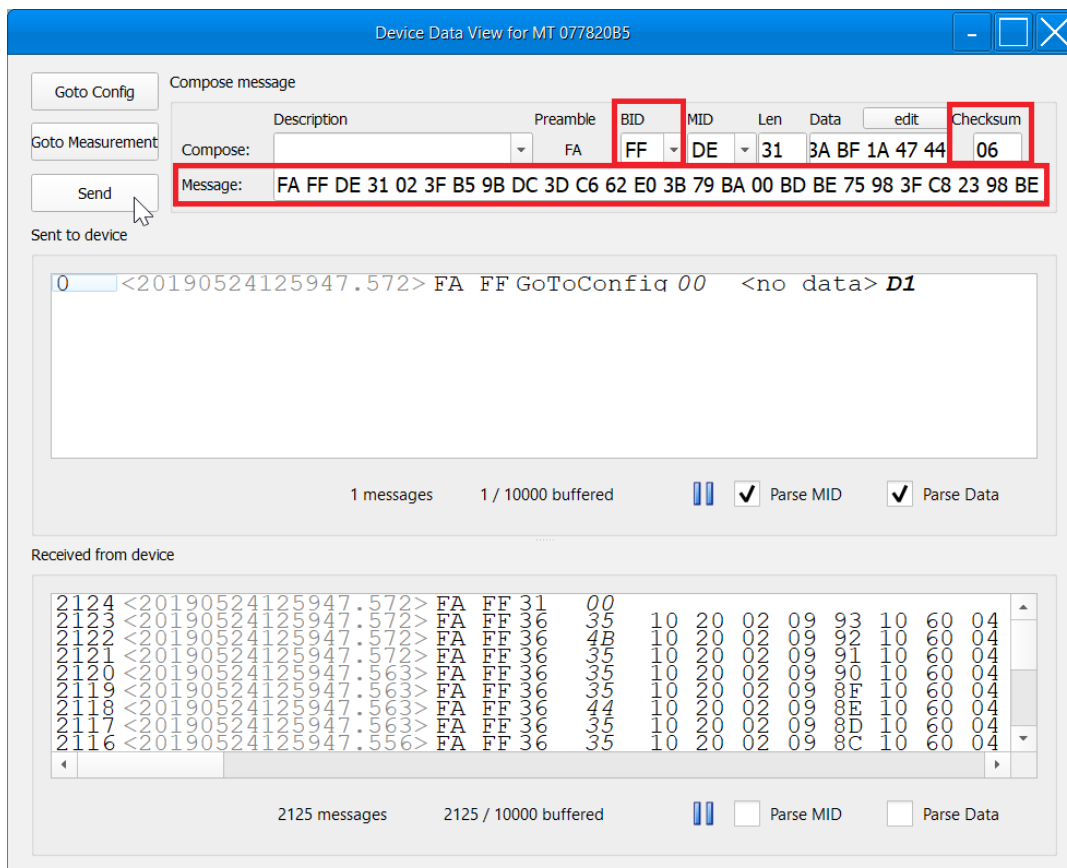 Device Data View for MT 077820B5
Goto Config
Compose message
Description Preamble BID MID Len Data edit Checksum
Goto Measurement
Compose: FA FF DE 31 3A BF 1A 47 44 06
Send
Message: FA FF DE 31 02 3F B5 9B DC 3D C6 62 E0 3B 79 BA 00 BD BE 75 98 3F C8 23 98 BE
Sent to device
0 <20190524125947.572> FA FF GoToConfig 00 <no data> D1
1 messages 1 / 10000 buffered Parse MID Parse Data
Received from device
2124 <20190524125947.572> FA FF 31 00
2123 <20190524125947.572> FA FF 36 35 10 20 02 09 93 10 60 04
2122 <20190524125947.572> FA FF 36 4B 10 20 02 09 92 10 60 04
2121 <20190524125947.572> FA FF 36 35 10 20 02 09 91 10 60 04
2120 <20190524125947.563> FA FF 36 35 10 20 02 09 90 10 60 04
2119 <20190524125947.563> FA FF 36 35 10 20 02 09 8F 10 60 04
2118 <20190524125947.563> FA FF 36 44 10 20 02 09 8E 10 60 04
2117 <20190524125947.563> FA FF 36 35 10 20 02 09 8D 10 60 04
2116 <20190524125947.556> FA FF 36 35 10 20 02 09 8C 10 60 04
2125 messages 2125 / 10000 buffered Parse MID Parse Data